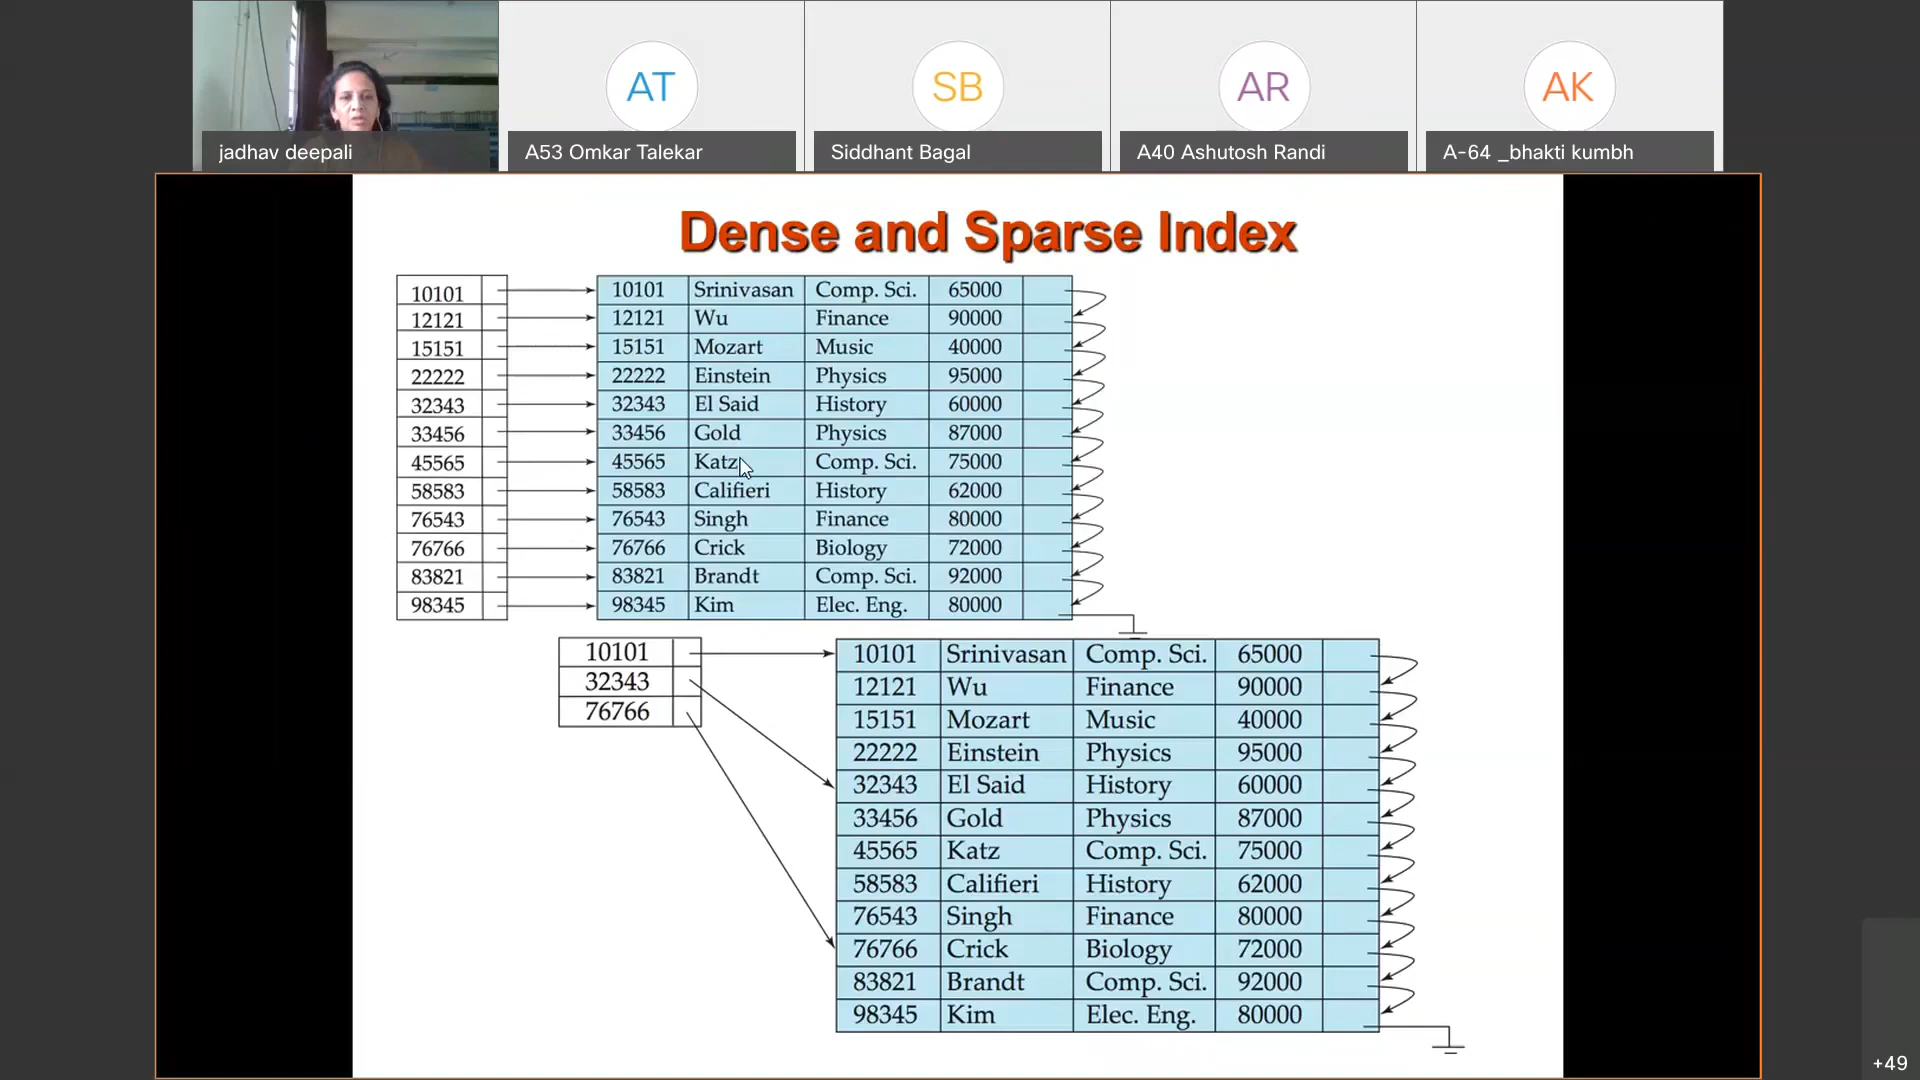 AT
SB
AR
AK
jadhav deepali
A53 Omkar Talekar
Siddhant Bagal
A40 Ashutosh Randi
A-64 _bhakti kumbh
Dense and Sparse Index
10101 10101 Srinivasan Comp. Sci. 65000
12121 12121 Wu Finance 90000
15151 15151 Mozart Music 40000
22222 22222 Einstein Physics 95000
32343 32343 El Said History 60000
33456 33456 Gold Physics 87000
45565 45565 Katz Comp. Sci. 75000
58583 58583 Califieri History 62000
76543 76543 Singh Finance 80000
76766 76766 Crick Biology 72000
83821 83821 Brandt Comp. Sci. 92000
98345 98345 Kim Elec. Eng. 80000
10101 10101 Srinivasan Comp. Sci. 65000
32343 12121 Wu Finance 90000
76766 15151 Mozart Music 40000
22222 Einstein Physics 95000
32343 El Said History 60000
33456 Gold Physics 87000
45565 Katz Comp. Sci. 75000
58583 Califieri History 62000
76543 Singh Finance 80000
76766 Crick Biology 72000
83821 Brandt Comp. Sci. 92000
98345 Kim Elec. Eng. 80000
+49